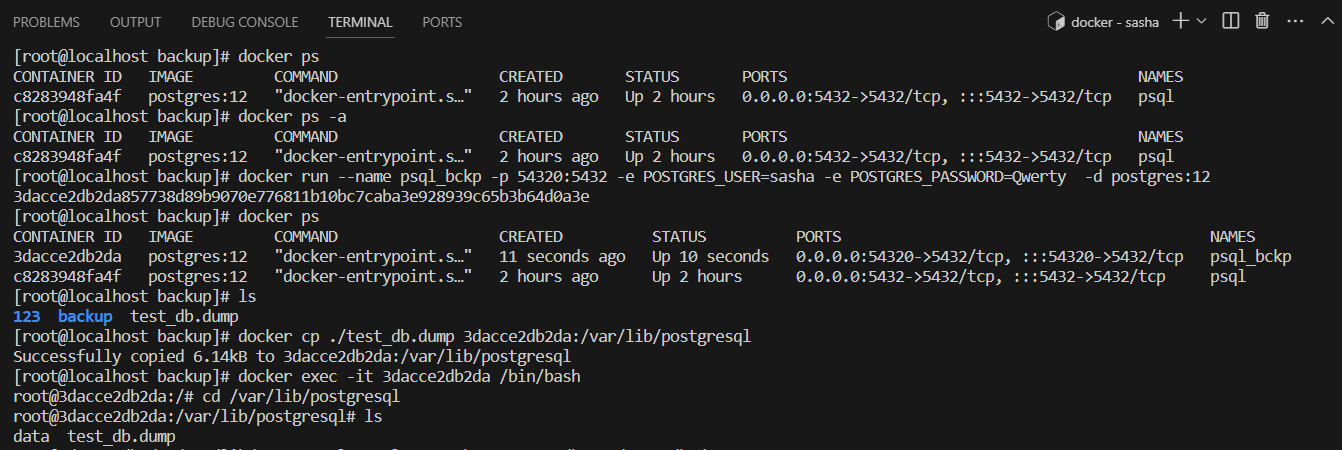 PROBLEMS OUTPUT DEBUG CONSOLE TERMINAL PORTS docker - sasha
[root@localhost backup]# docker ps
CONTAINER ID IMAGE COMMAND CREATED STATUS PORTS NAMES
c8283948fa4f postgres:12 "docker-entrypoint.s…" 2 hours ago Up 2 hours 0.0.0.0:5432->5432/tcp, :::5432->5432/tcp psql
[root@localhost backup]# docker ps -a
CONTAINER ID IMAGE COMMAND CREATED STATUS PORTS NAMES
c8283948fa4f postgres:12 "docker-entrypoint.s…" 2 hours ago Up 2 hours 0.0.0.0:5432->5432/tcp, :::5432->5432/tcp psql
[root@localhost backup]# docker run --name psql_bckp -p 54320:5432 -e POSTGRES_USER=sasha -e POSTGRES_PASSWORD=Qwerty -d postgres:12
3dacce2db2da857738d89b9070e776811b10bc7caba3e928939c65b3b64d0a3e
[root@localhost backup]# docker ps
CONTAINER ID IMAGE COMMAND CREATED STATUS PORTS NAMES
3dacce2db2da postgres:12 "docker-entrypoint.s…" 11 seconds ago Up 10 seconds 0.0.0.0:54320->5432/tcp, :::54320->5432/tcp psql_bckp
c8283948fa4f postgres:12 "docker-entrypoint.s…" 2 hours ago Up 2 hours 0.0.0.0:5432->5432/tcp, :::5432->5432/tcp psql
[root@localhost backup]# ls
123 backup test_db.dump
[root@localhost backup]# docker cp ./test_db.dump 3dacce2db2da:/var/lib/postgresql
Successfully copied 6.14kB to 3dacce2db2da:/var/lib/postgresql
[root@localhost backup]# docker exec -it 3dacce2db2da /bin/bash
root@3dacce2db2da:/# cd /var/lib/postgresql
root@3dacce2db2da:/var/lib/postgresql# ls
data test_db.dump